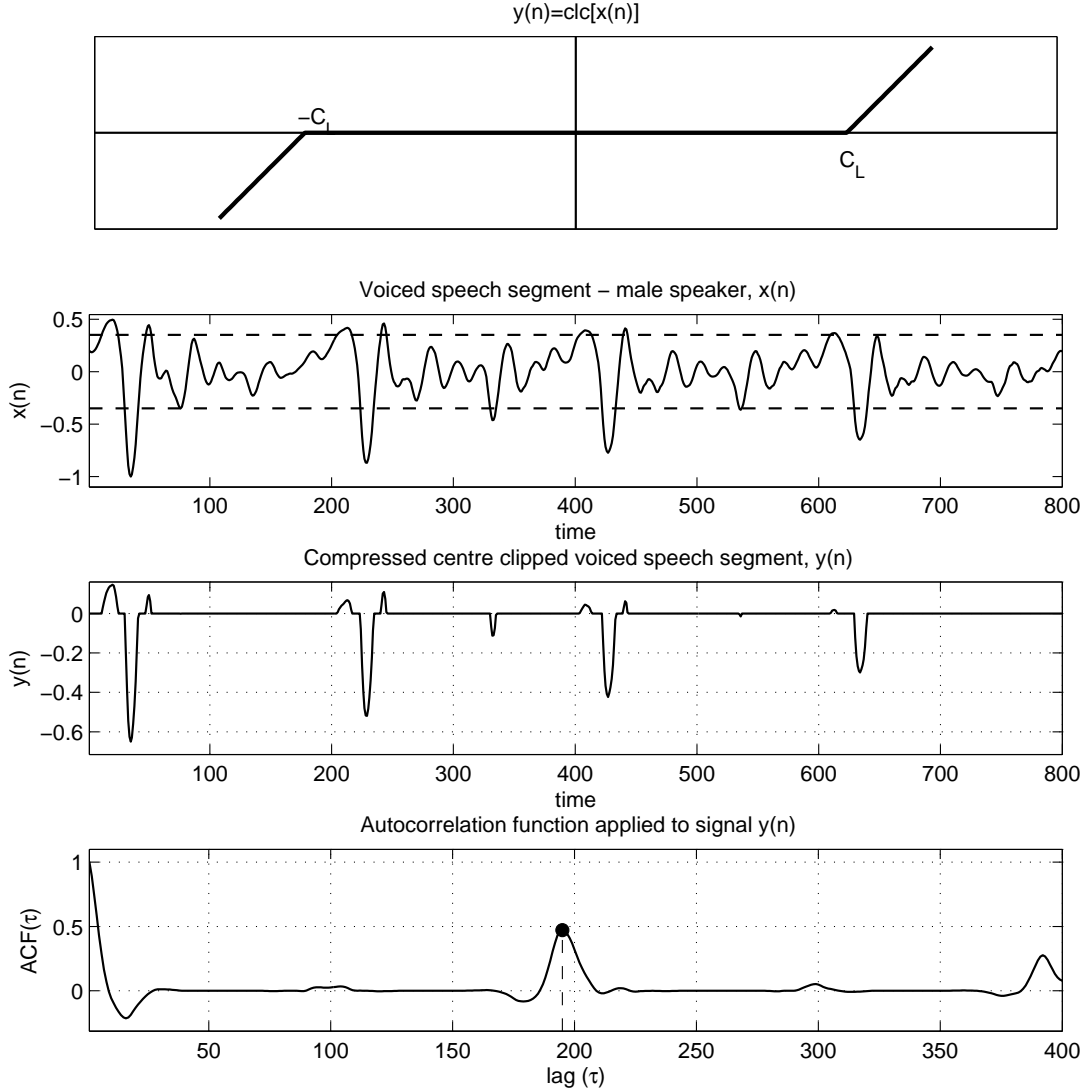 y(n)=clc[x(n)]
−C_L
C_L
Voiced speech segment − male speaker, x(n)
0.5
0
−0.5
−1
x(n)
100 200 300 400 500 600 700 800
time
Compressed centre clipped voiced speech segment, y(n)
0
−0.2
−0.4
−0.6
y(n)
100 200 300 400 500 600 700 800
time
Autocorrelation function applied to signal y(n)
1
0.5
0
ACF(τ)
50 100 150 200 250 300 350 400
lag (τ)